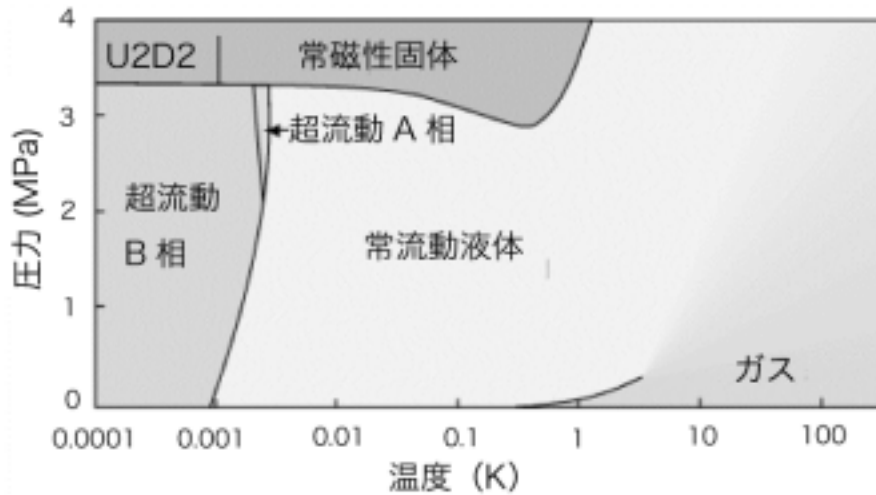 4
U2D2
常磁性固体
3
超流動 A 相
超流動
B 相
2
常流動液体
1
ガス
0
圧力 (MPa)
0.0001
0.001
0.01
0.1
1
10
100
温度（K）